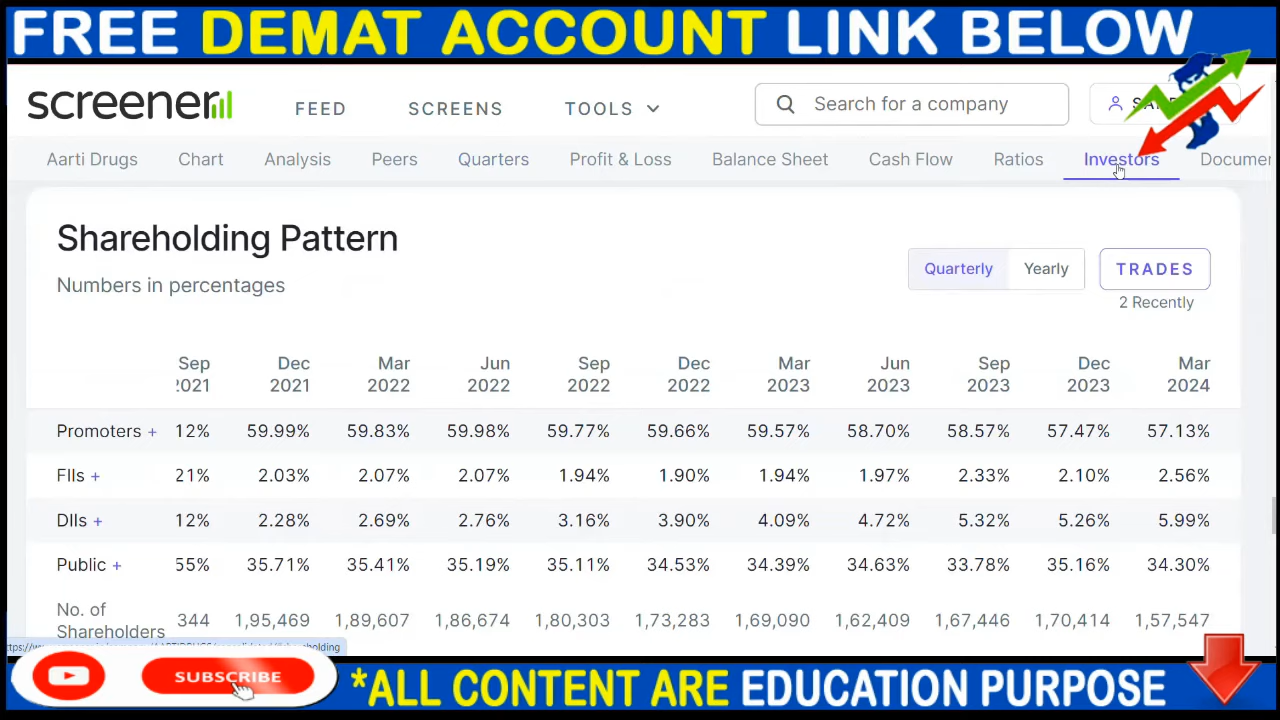 FREE DEMAT ACCOUNT LINK BELOW
screener
FEED SCREENS TOOLS
Search for a company
Aarti Drugs Chart Analysis Peers Quarters Profit & Loss Balance Sheet Cash Flow Ratios Investors Documen
Shareholding Pattern
Numbers in percentages
Quarterly Yearly TRADES
2 Recently
Sep 2021 Dec 2021 Mar 2022 Jun 2022 Sep 2022 Dec 2022 Mar 2023 Jun 2023 Sep 2023 Dec 2023 Mar 2024
Promoters + 12% 59.99% 59.83% 59.98% 59.77% 59.66% 59.57% 58.70% 58.57% 57.47% 57.13%
FIIs + 21% 2.03% 2.07% 2.07% 1.94% 1.90% 1.94% 1.97% 2.33% 2.10% 2.56%
DIIs + 12% 2.28% 2.69% 2.76% 3.16% 3.90% 4.09% 4.72% 5.32% 5.26% 5.99%
Public + 55% 35.71% 35.41% 35.19% 35.11% 34.53% 34.39% 34.63% 33.78% 35.16% 34.30%
No. of
Shareholders 344 1,95,469 1,89,607 1,86,674 1,80,303 1,73,283 1,69,090 1,62,409 1,67,446 1,70,414 1,57,547
SUBSCRIBE
*ALL CONTENT ARE EDUCATION PURPOSE